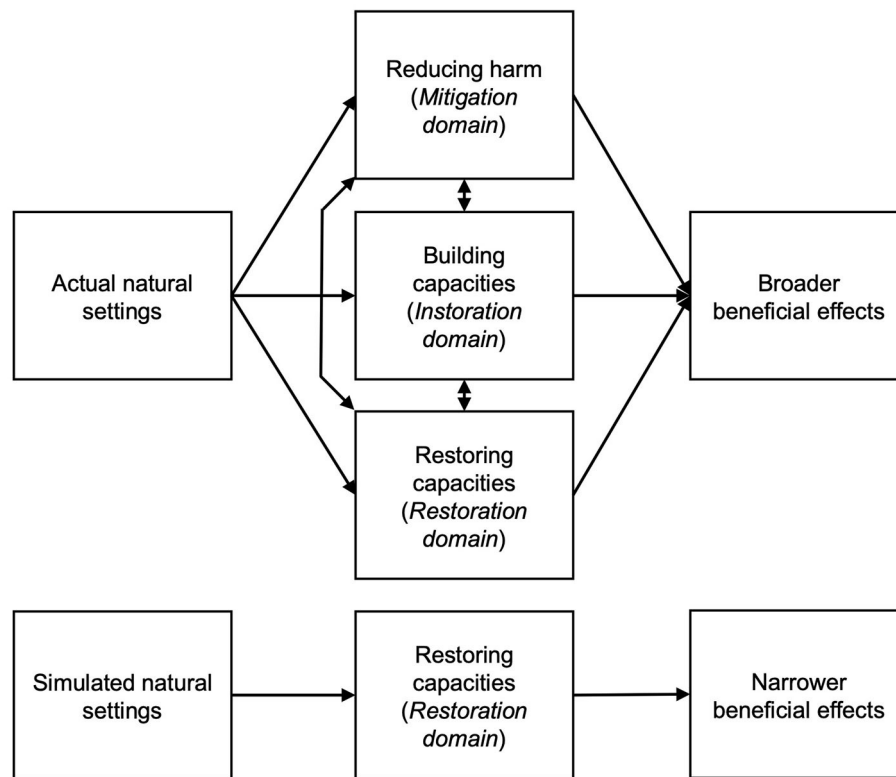 Reducing harm
(Mitigation
domain)
Actual natural
settings
Building
capacities
(Instoration
domain)
Broader
beneficial effects
Restoring
capacities
(Restoration
domain)
Simulated natural
settings
Restoring
capacities
(Restoration
domain)
Narrower
beneficial effects